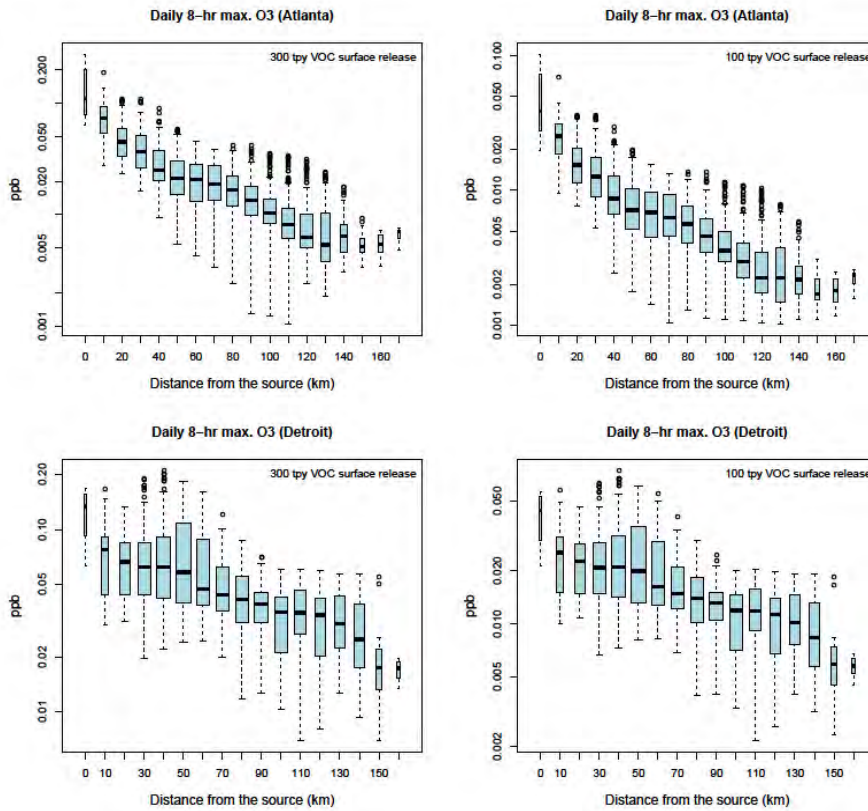 Daily 8−hr max. O3 (Atlanta)
300 tpy VOC surface release
ppb
0.200
0.050
0.020
0.005
0.001
0 20 40 60 80 100 120 140 160
Distance from the source (km)
Daily 8−hr max. O3 (Atlanta)
100 tpy VOC surface release
ppb
0.100
0.050
0.020
0.010
0.005
0.002
0.001
0 20 40 60 80 100 120 140 160
Distance from the source (km)
Daily 8−hr max. O3 (Detroit)
300 tpy VOC surface release
ppb
0.20
0.10
0.05
0.02
0.01
0 10 30 50 70 90 110 130 150
Distance from the source (km)
Daily 8−hr max. O3 (Detroit)
100 tpy VOC surface release
ppb
0.050
0.020
0.010
0.005
0.002
0 10 30 50 70 90 110 130 150
Distance from the source (km)